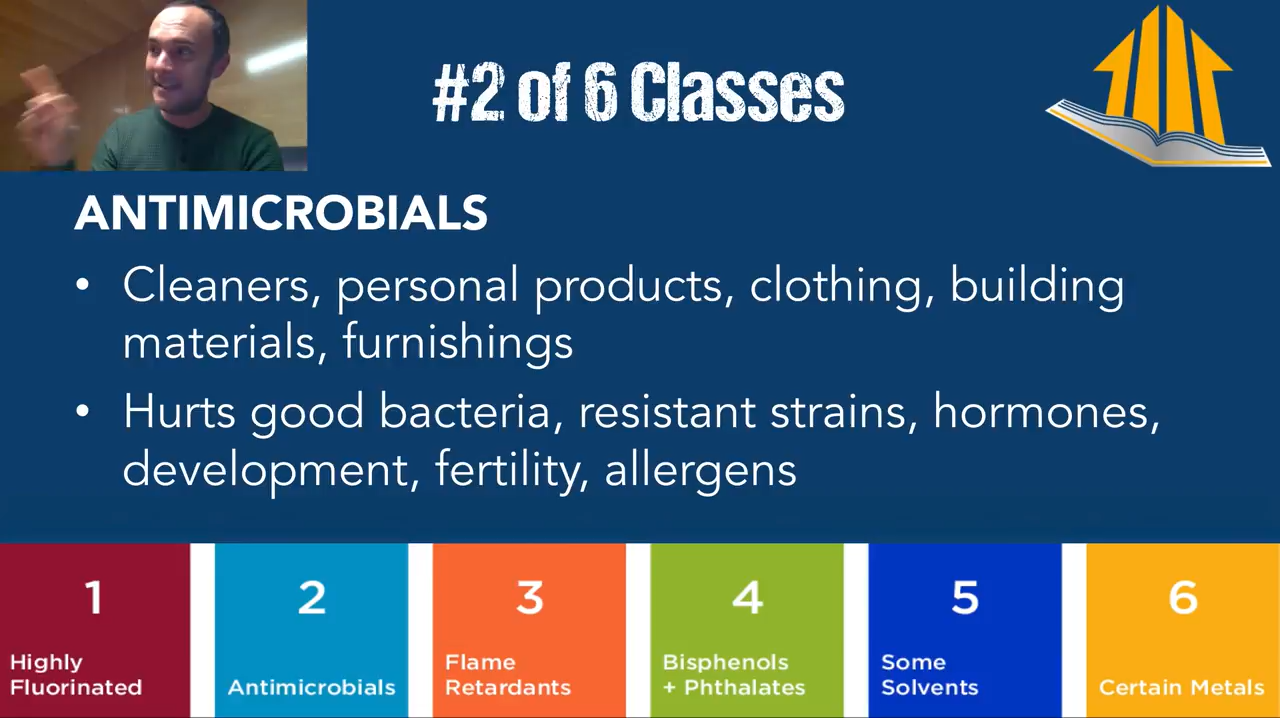 #2 of 6 Classes
ANTIMICROBIALS
• Cleaners, personal products, clothing, building
materials, furnishings
• Hurts good bacteria, resistant strains, hormones,
development, fertility, allergens
1
Highly
Fluorinated
2
Antimicrobials
3
Flame
Retardants
4
Bisphenols
+ Phthalates
5
Some
Solvents
6
Certain Metals